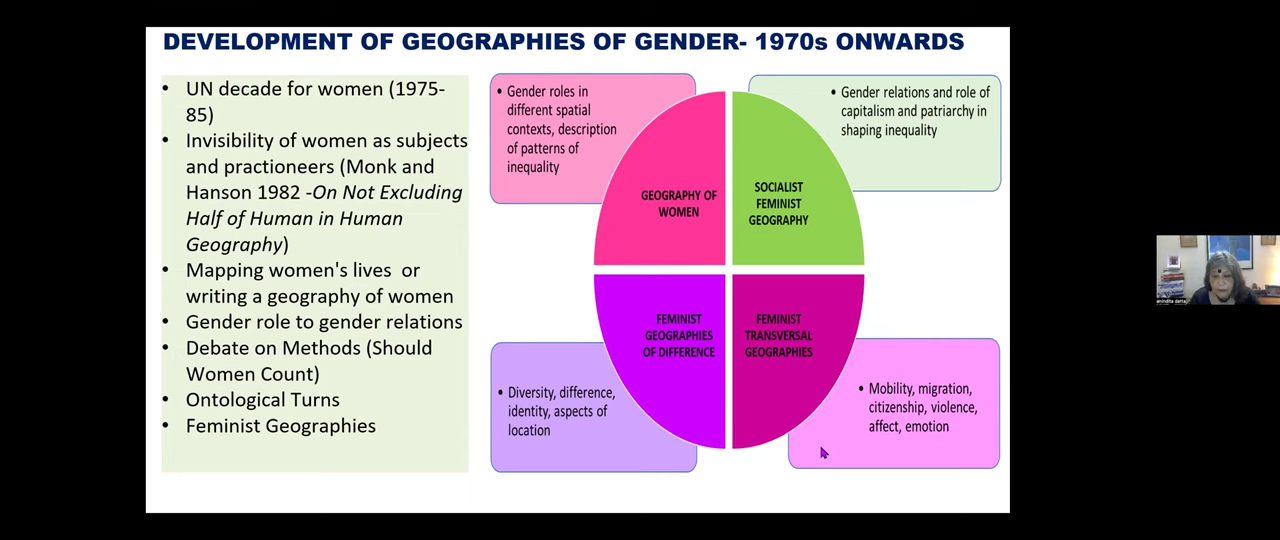 DEVELOPMENT OF GEOGRAPHIES OF GENDER- 1970s ONWARDS
• UN decade for women (1975-
85)
• Invisibility of women as subjects
and practioneers (Monk and
Hanson 1982 -On Not Excluding
Half of Human in Human
Geography)
• Mapping women's lives or
writing a geography of women
• Gender role to gender relations
• Debate on Methods (Should
Women Count)
• Ontological Turns
• Feminist Geographies
• Gender roles in
different spatial
contexts, description
of patterns of
inequality
• Gender relations and role of
capitalism and patriarchy in
shaping inequality
GEOGRAPHY OF
WOMEN
SOCIALIST
FEMINIST
GEOGRAPHY
FEMINIST
GEOGRAPHIES
OF DIFFERENCE
FEMINIST
TRANSVERSAL
GEOGRAPHIES
• Diversity, difference,
identity, aspects of
location
• Mobility, migration,
citizenship, violence,
affect, emotion
anindita datta